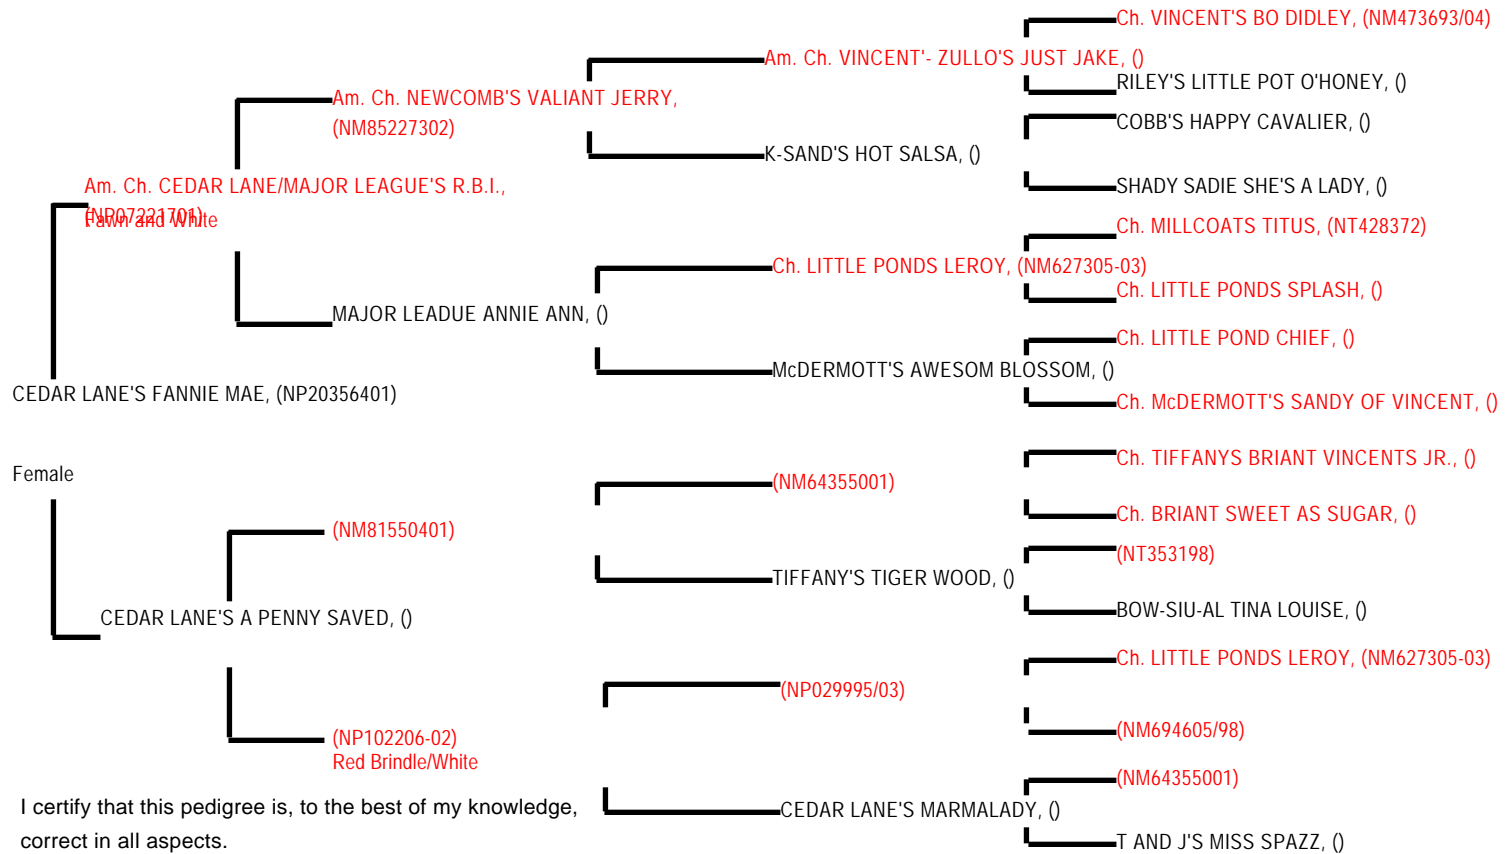 Ch. VINCENT'S BO DIDLEY, (NM473693/04)
Am. Ch. VINCENT'- ZULLO'S JUST JAKE, ()
RILEY'S LITTLE POT O'HONEY, ()
Am. Ch. NEWCOMB'S VALIANT JERRY,
(NM85227302)
COBB'S HAPPY CAVALIER, ()
K-SAND'S HOT SALSA, ()
SHADY SADIE SHE'S A LADY, ()
Am. Ch. CEDAR LANE/MAJOR LEAGUE'S R.B.I.,
(NP07221701)
Fawn and White
Ch. MILLCOATS TITUS, (NT428372)
Ch. LITTLE PONDS LEROY, (NM627305-03)
Ch. LITTLE PONDS SPLASH, ()
MAJOR LEADUE ANNIE ANN, ()
Ch. LITTLE POND CHIEF, ()
McDERMOTT'S AWESOM BLOSSOM, ()
Ch. McDERMOTT'S SANDY OF VINCENT, ()
CEDAR LANE'S FANNIE MAE, (NP20356401)
Female
Ch. TIFFANYS BRIANT VINCENTS JR., ()
(NM64355001)
Ch. BRIANT SWEET AS SUGAR, ()
(NM81550401)
(NT353198)
TIFFANY'S TIGER WOOD, ()
BOW-SIU-AL TINA LOUISE, ()
CEDAR LANE'S A PENNY SAVED, ()
Ch. LITTLE PONDS LEROY, (NM627305-03)
(NP029995/03)
(NM694605/98)
(NP102206-02)
Red Brindle/White
(NM64355001)
CEDAR LANE'S MARMALADY, ()
T AND J'S MISS SPAZZ, ()
I certify that this pedigree is, to the best of my knowledge,
correct in all aspects.